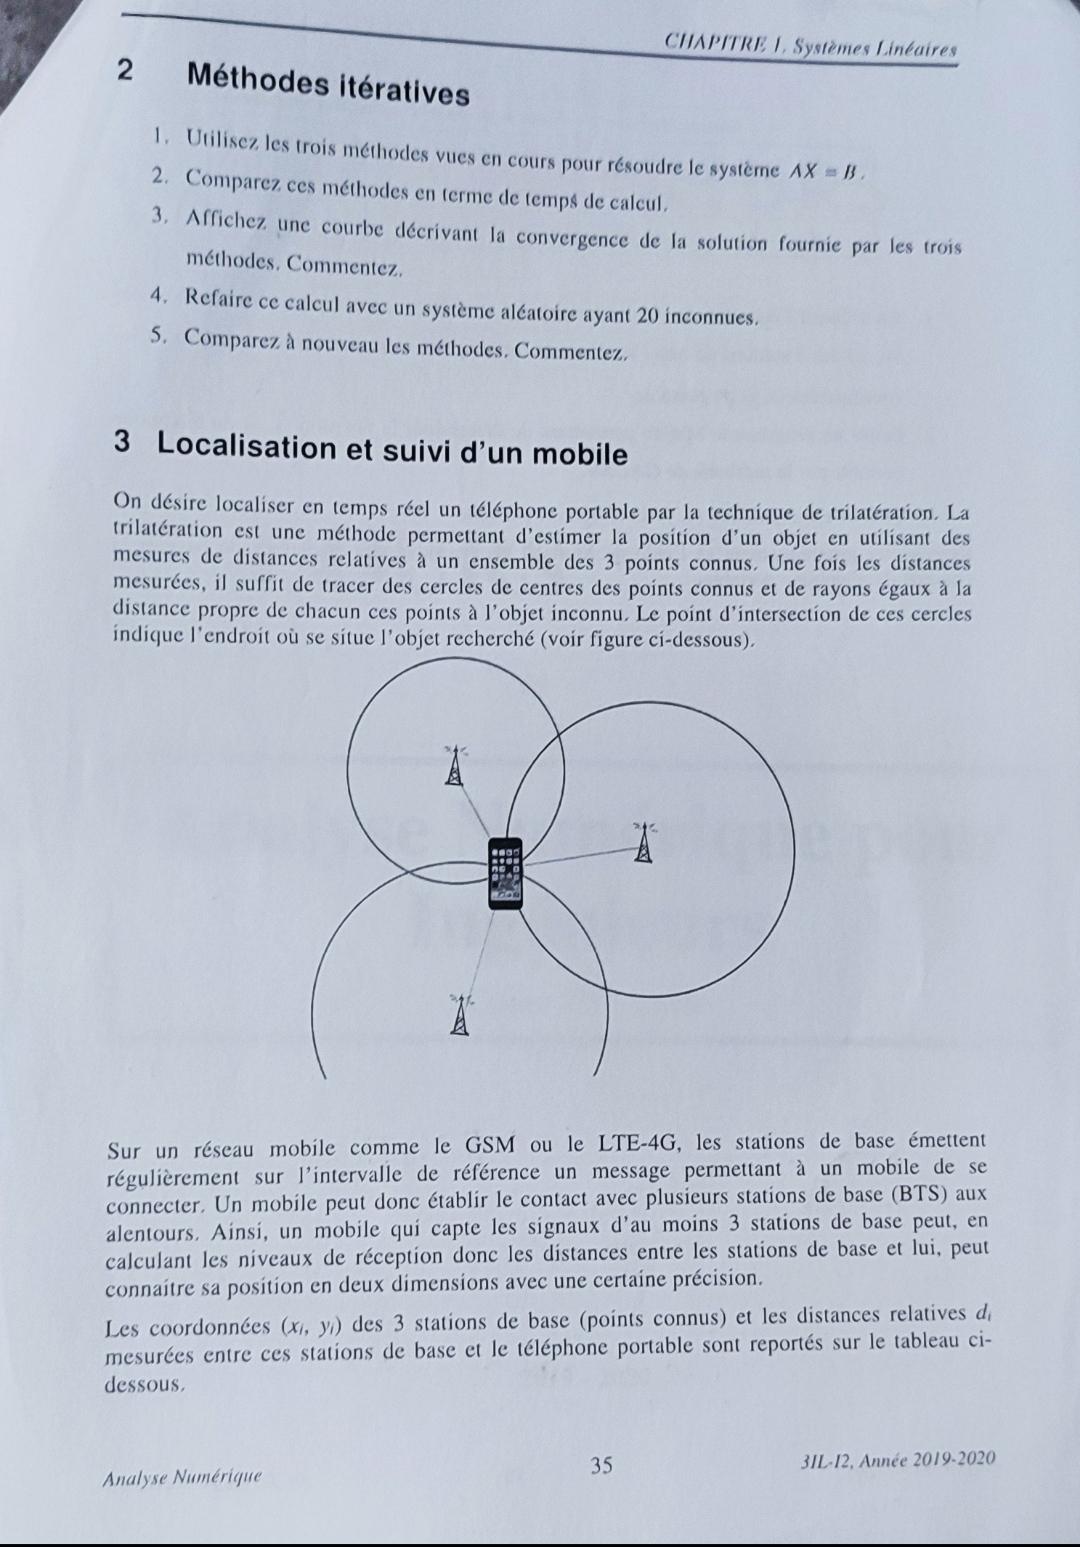 CHAPITRE 1. Systèmes Linéaires
2 Méthodes itératives
1. Utilisez les trois méthodes vues en cours pour résoudre le système AX = B.
2. Comparez ces méthodes en terme de temps de calcul.
3. Affichez une courbe décrivant la convergence de la solution fournie par les trois
méthodes. Commentez.
4. Refaire ce calcul avec un système aléatoire ayant 20 inconnues.
5. Comparez à nouveau les méthodes. Commentez.
3 Localisation et suivi d'un mobile
On désire localiser en temps réel un téléphone portable par la technique de trilatération. La
trilatération est une méthode permettant d'estimer la position d'un objet en utilisant des
mesures de distances relatives à un ensemble des 3 points connus. Une fois les distances
mesurées, il suffit de tracer des cercles de centres des points connus et de rayons égaux à la
distance propre de chacun ces points à l'objet inconnu. Le point d'intersection de ces cercles
indique l'endroit où se situe l'objet recherché (voir figure ci-dessous).
Sur un réseau mobile comme le GSM ou le LTE-4G, les stations de base émettent
régulièrement sur l'intervalle de référence un message permettant à un mobile de se
connecter. Un mobile peut donc établir le contact avec plusieurs stations de base (BTS) aux
alentours. Ainsi, un mobile qui capte les signaux d'au moins 3 stations de base peut, en
calculant les niveaux de réception donc les distances entre les stations de base et lui, peut
connaitre sa position en deux dimensions avec une certaine précision.
Les coordonnées (xi, yi) des 3 stations de base (points connus) et les distances relatives di
mesurées entre ces stations de base et le téléphone portable sont reportés sur le tableau ci-
dessous.
Analyse Numérique 35 3IL-I2, Année 2019-2020